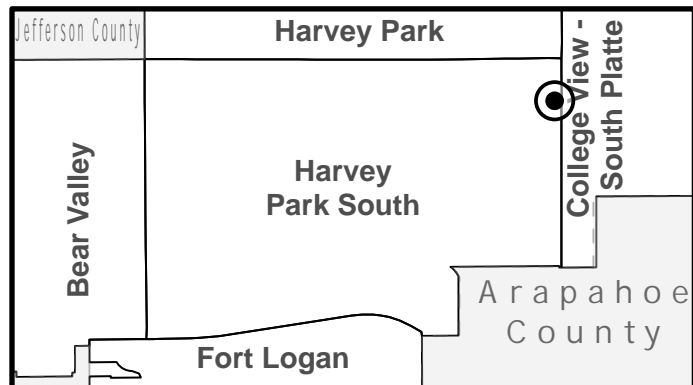 Jefferson County
Harvey Park
College View -
South Platte
Bear Valley
Harvey
Park South
Arapahoe
County
Fort Logan